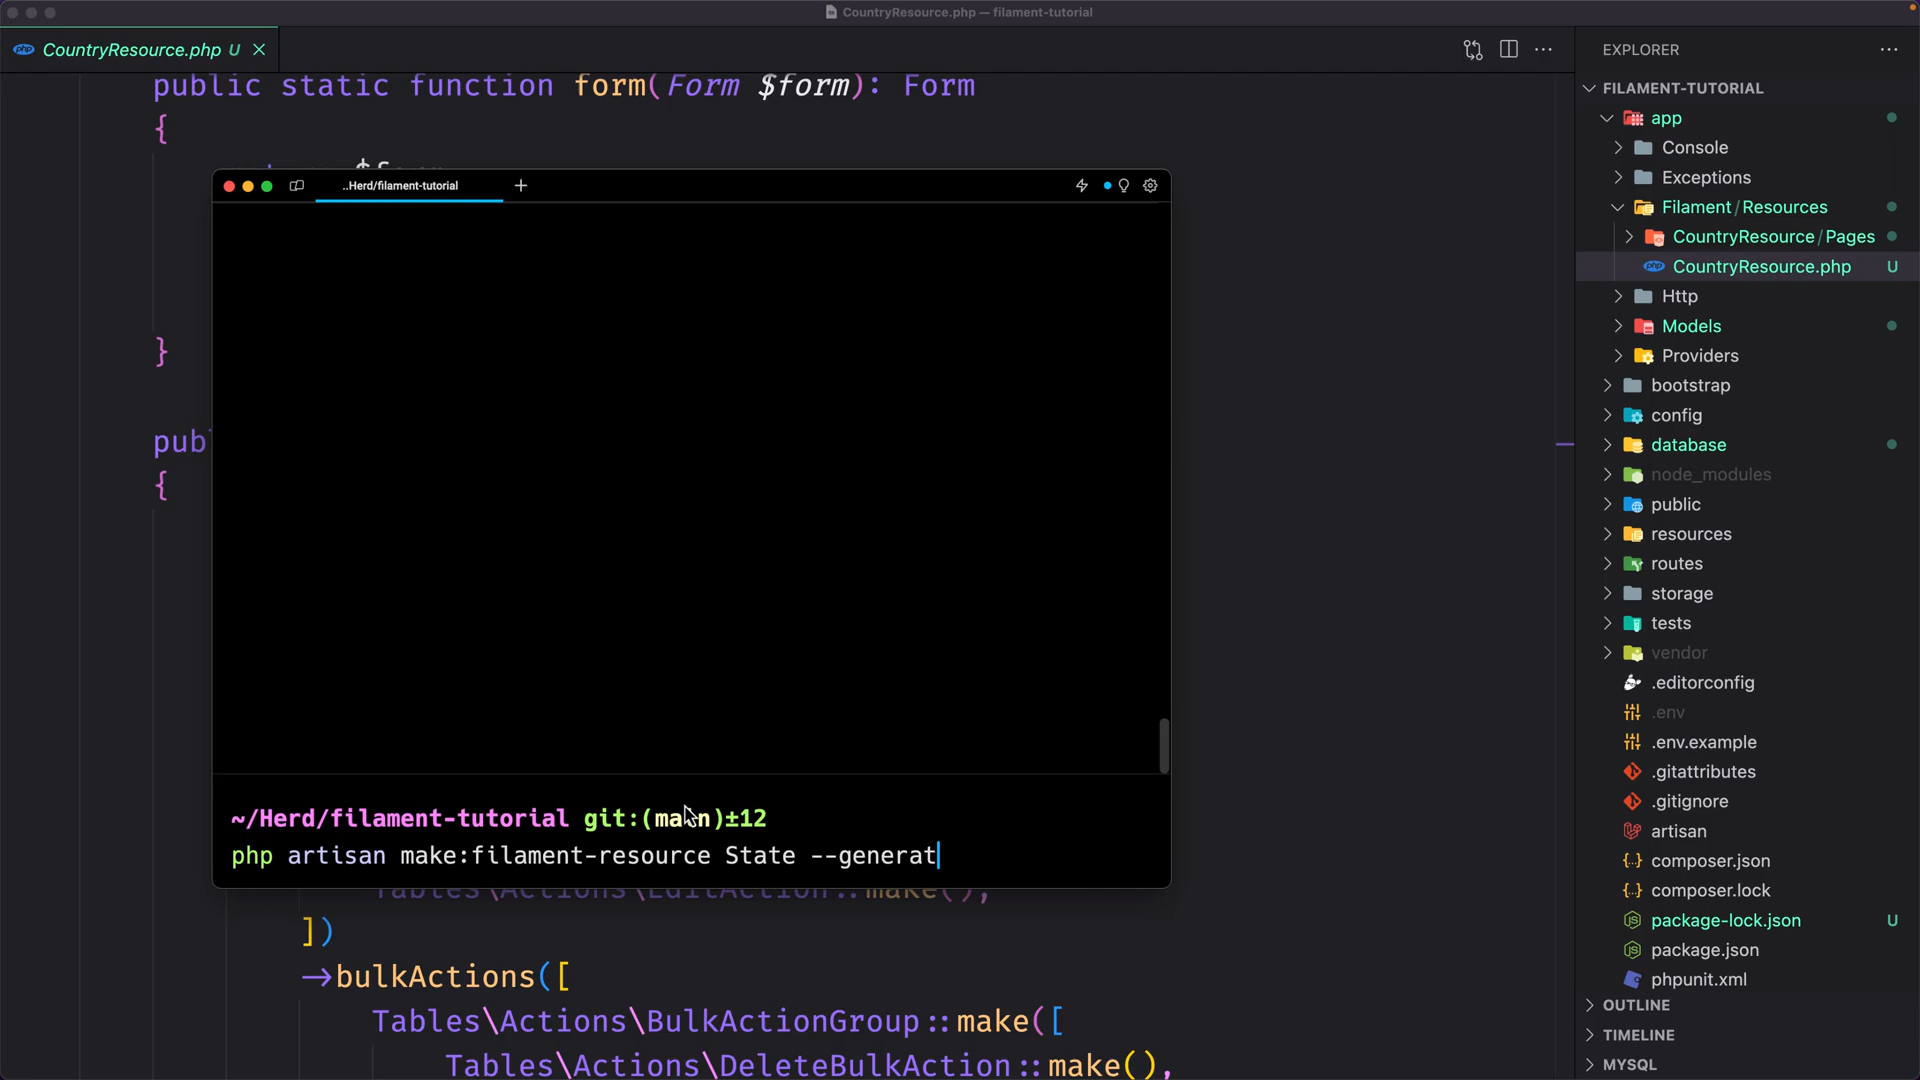 CountryResource.php — filament-tutorial
CountryResource.php U
public static function form(Form $form): Form
{
}
pub
{
..Herd/filament-tutorial
~/Herd/filament-tutorial git:(main)±12
php artisan make:filament-resource State --generat
Tables\Actions\EditAction::make(),
])
→bulkActions([
Tables\Actions\BulkActionGroup::make([
Tables\Actions\DeleteBulkAction::make(),
EXPLORER
FILAMENT-TUTORIAL
app
Console
Exceptions
Filament/Resources
CountryResource/Pages
CountryResource.php U
Http
Models
Providers
bootstrap
config
database
node_modules
public
resources
routes
storage
tests
vendor
.editorconfig
.env
.env.example
.gitattributes
.gitignore
artisan
composer.json
composer.lock
package-lock.json U
package.json
phpunit.xml
OUTLINE
TIMELINE
MYSQL